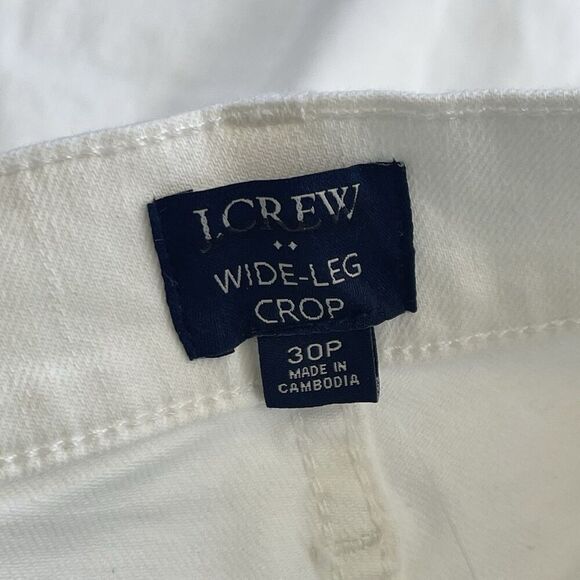 J.CREW
WIDE-LEG
CROP
30P
MADE IN
CAMBODIA